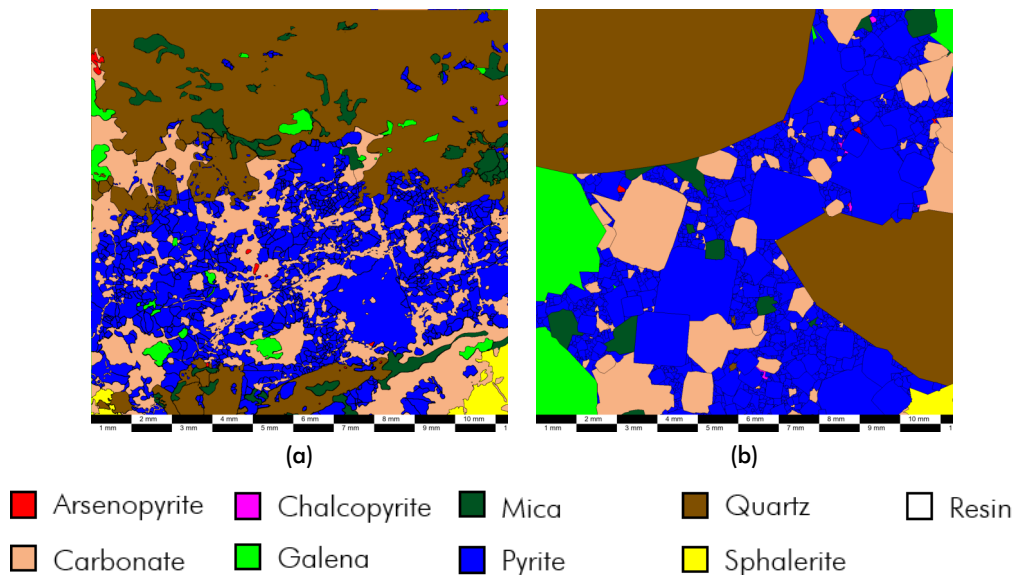 2 mm 4 mm 6 mm 8 mm 10 mm
1 mm 3 mm 5 mm 7 mm 9 mm 1
2 mm 4 mm 6 mm 8 mm 10 mm
1 mm 3 mm 5 mm 7 mm 9 mm 1
(a) (b)
Arsenopyrite Chalcopyrite Mica Quartz Resin
Carbonate Galena Pyrite Sphalerite